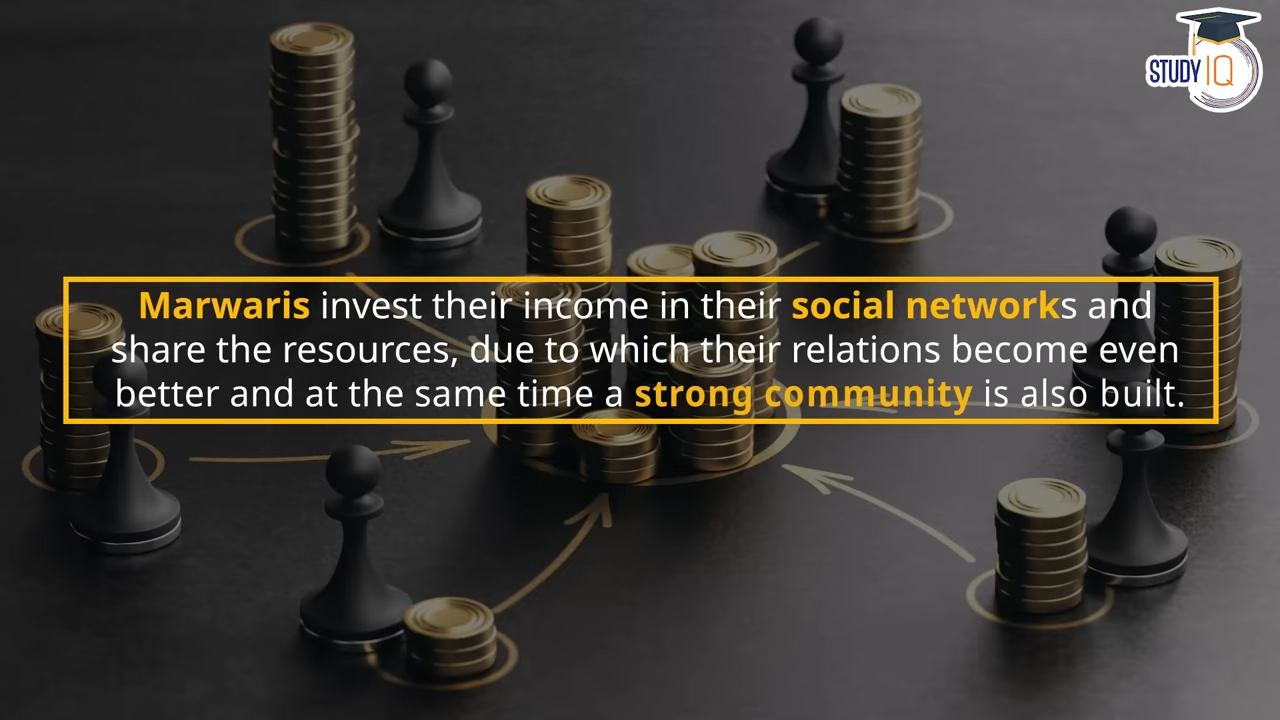 STUDY IQ
Marwaris invest their income in their social networks and
share the resources, due to which their relations become even
better and at the same time a strong community is also built.